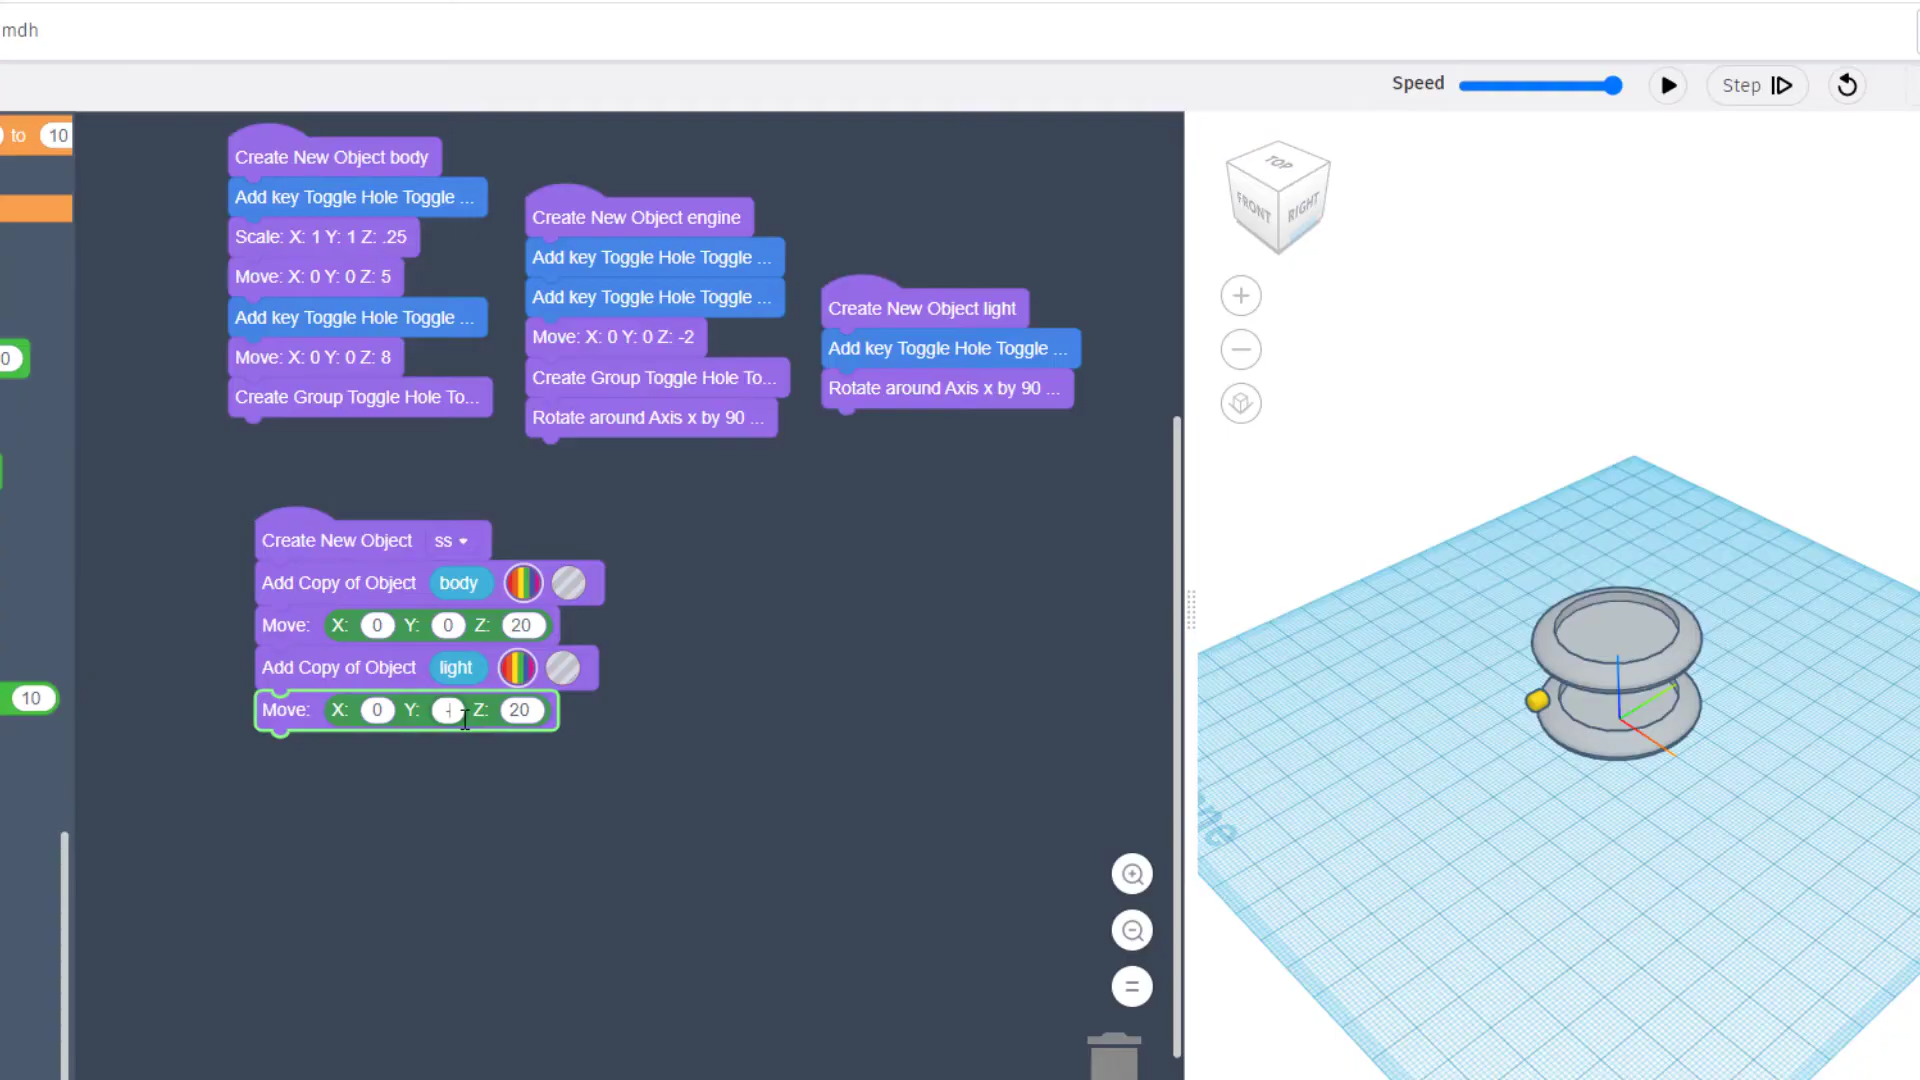 mdh
Speed
Step
to 10
Create New Object body
Add key Toggle Hole Toggle ...
Scale: X: 1 Y: 1 Z: .25
Move: X: 0 Y: 0 Z: 5
Add key Toggle Hole Toggle ...
Move: X: 0 Y: 0 Z: 8
Create Group Toggle Hole To...
Create New Object engine
Add key Toggle Hole Toggle ...
Add key Toggle Hole Toggle ...
Move: X: 0 Y: 0 Z: -2
Create Group Toggle Hole To...
Rotate around Axis x by 90 ...
Create New Object light
Add key Toggle Hole Toggle ...
Rotate around Axis x by 90 ...
0
10
Create New Object ss
Add Copy of Object body
Move: X: 0 Y: 0 Z: 20
Add Copy of Object light
Move: X: 0 Y: - Z: 20
TOP
FRONT
RIGHT
ne